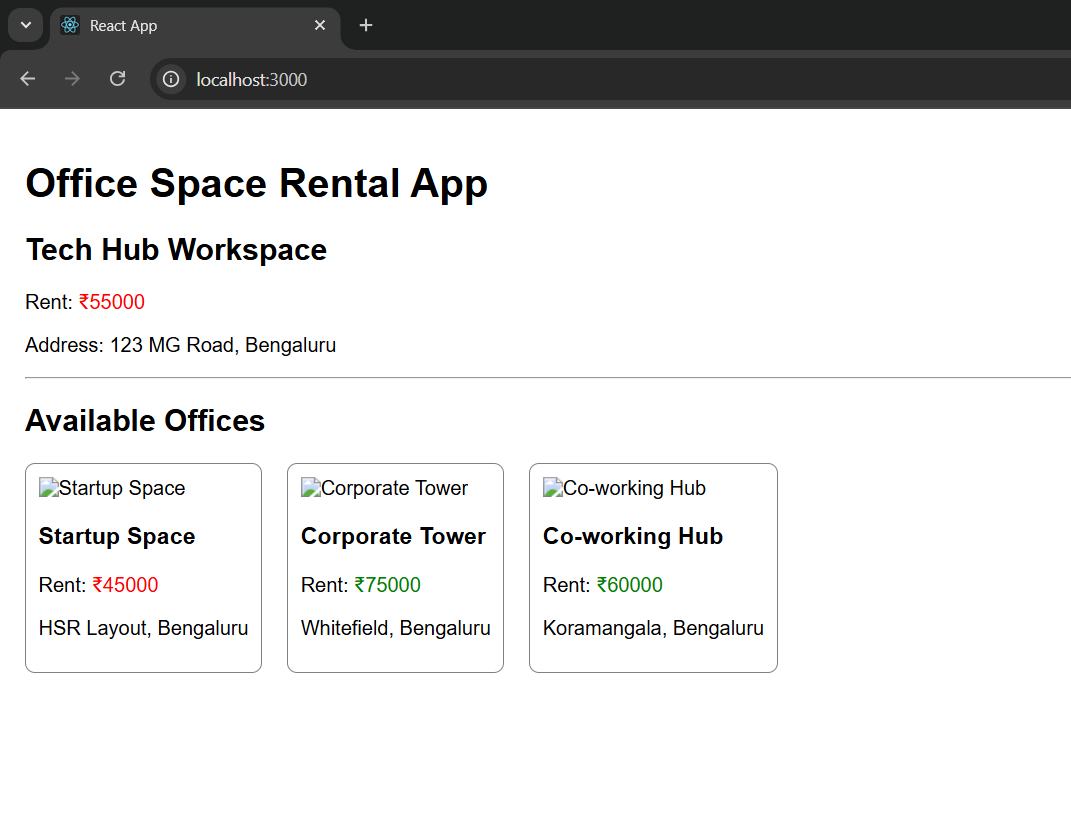 React App
localhost:3000
Office Space Rental App
Tech Hub Workspace
Rent: ₹55000
Address: 123 MG Road, Bengaluru
Available Offices
Startup Space
Startup Space
Rent: ₹45000
HSR Layout, Bengaluru
Corporate Tower
Corporate Tower
Rent: ₹75000
Whitefield, Bengaluru
Co-working Hub
Co-working Hub
Rent: ₹60000
Koramangala, Bengaluru